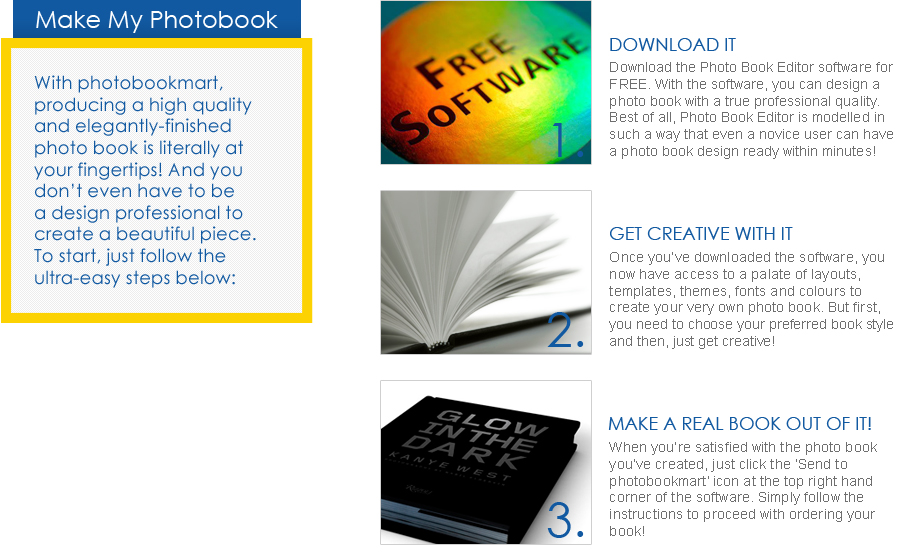 Make My Photobook
With photobookmart,
producing a high quality
and elegantly-finished
photo book is literally at
your fingertips! And you
don't even have to be
a design professional to
create a beautiful piece.
To start, just follow the
ultra-easy steps below:
FREE
SOFTWARE
1.
DOWNLOAD IT
Download the Photo Book Editor software for
FREE. With the software, you can design a
photo book with a true professional quality.
Best of all, Photo Book Editor is modelled in
such a way that even a novice user can have
a photo book design ready within minutes!
2.
GET CREATIVE WITH IT
Once you've downloaded the software, you
now have access to a palate of layouts,
templates, themes, fonts and colours to
create your very own photo book. But first,
you need to choose your preferred book style
and then, just get creative!
GLOW
IN THE
DARK
KANYE WEST
3.
MAKE A REAL BOOK OUT OF IT!
When you're satisfied with the photo book
you've created, just click the 'Send to
photobookmart' icon at the top right hand
corner of the software. Simply follow the
instructions to proceed with ordering your
book!